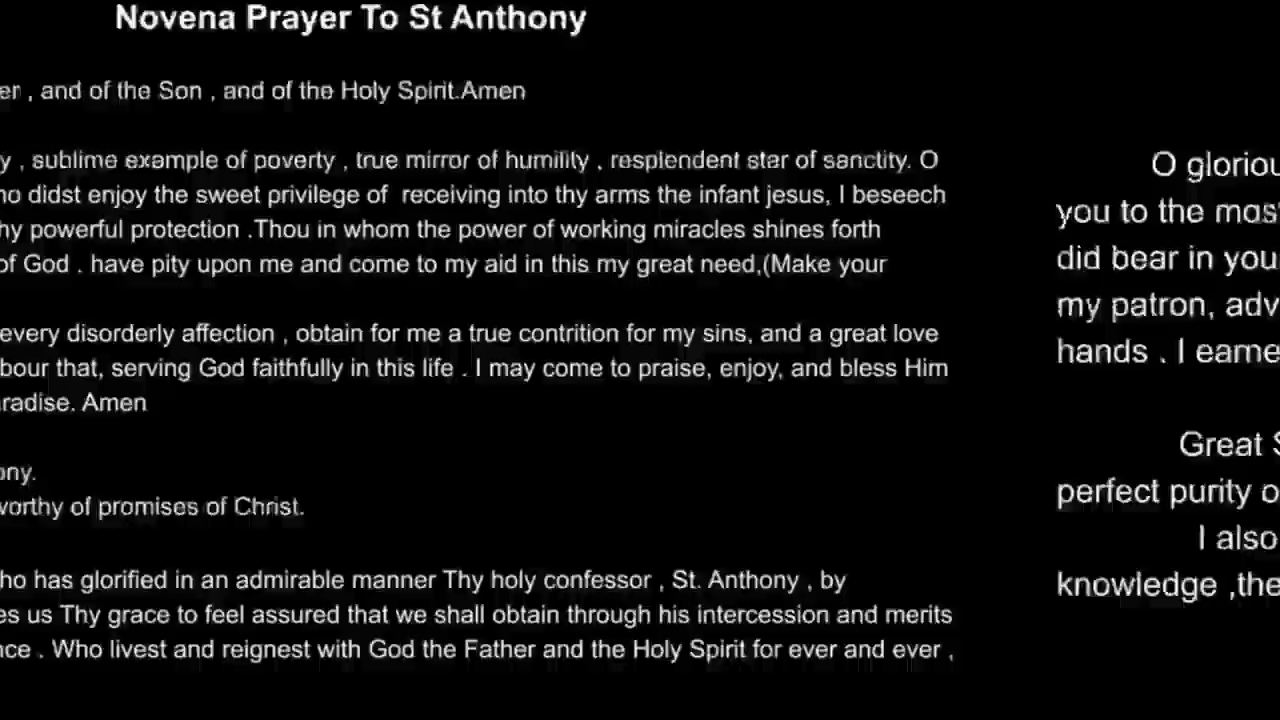 Novena Prayer To St Anthony
er , and of the Son , and of the Holy Spirit.Amen
y , sublime example of poverty , true mirror of humility , resplendent star of sanctity. O
ho didst enjoy the sweet privilege of receiving into thy arms the infant jesus, I beseech
hy powerful protection .Thou in whom the power of working miracles shines forth
of God . have pity upon me and come to my aid in this my great need,(Make your
every disorderly affection , obtain for me a true contrition for my sins, and a great love
bour that, serving God faithfully in this life . I may come to praise, enjoy, and bless Him
radise. Amen
ony.
worthy of promises of Christ.
ho has glorified in an admirable manner Thy holy confessor , St. Anthony , by
es us Thy grace to feel assured that we shall obtain through his intercession and merits
nce . Who livest and reignest with God the Father and the Holy Spirit for ever and ever ,
O gloriou
you to the mos
did bear in you
my patron, adv
hands . I earne
Great S
perfect purity o
I also
knowledge ,the